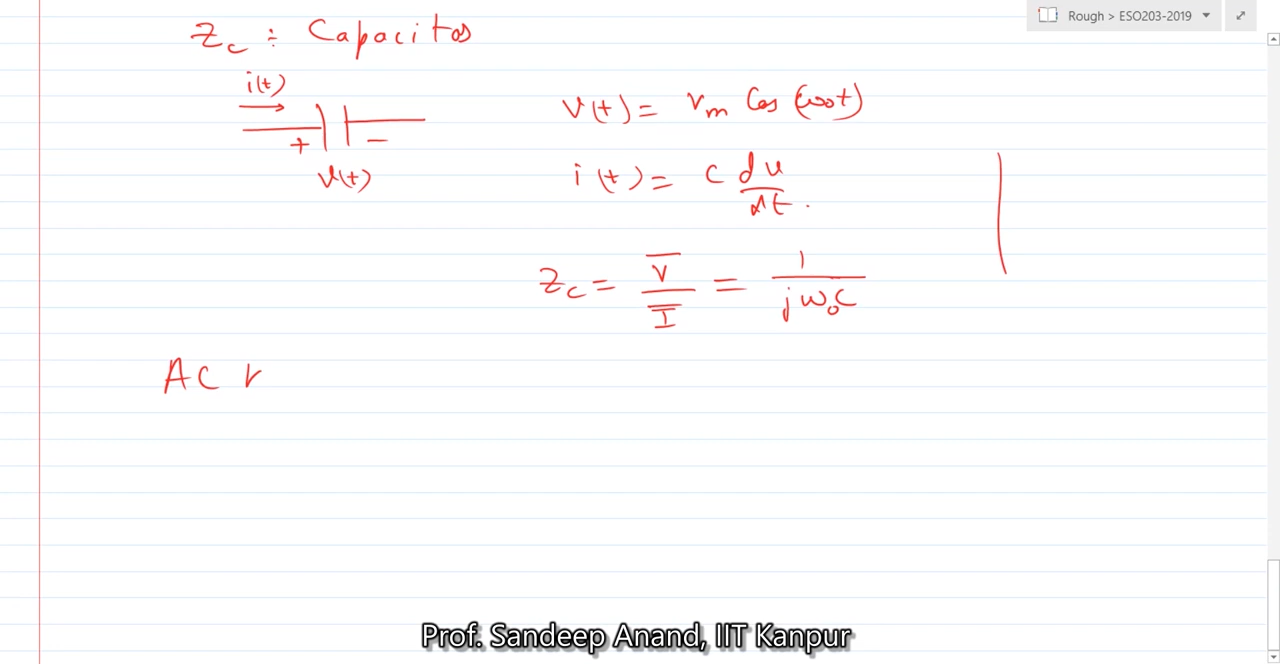 Rough > ESO203-2019
Zc : Capacitor
i(t)
+ -
v(t)
v(t) = Vm Cos (ω0t)
i(t) = C dv/dt
Zc = V̅/I̅ = 1/jω0C
AC
Prof. Sandeep Anand, IIT Kanpur